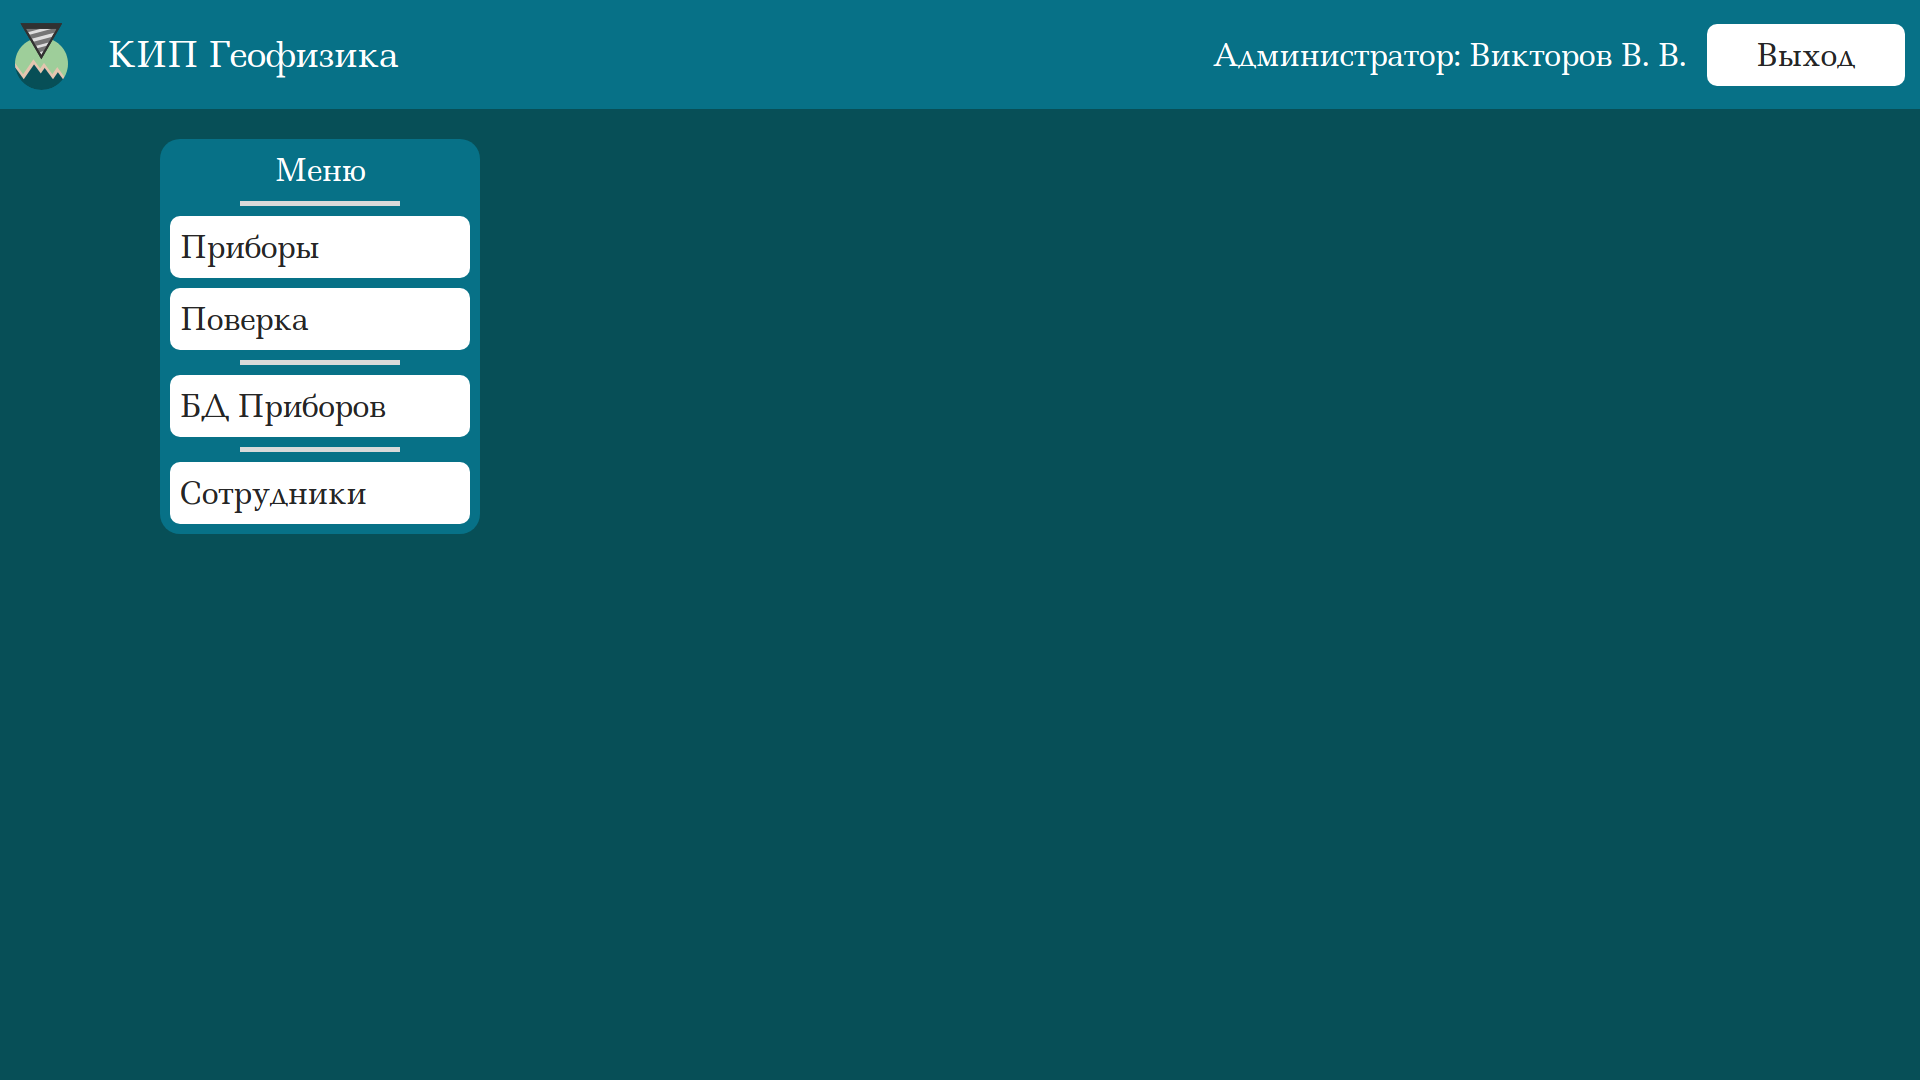 КИП Геофизика
Администратор: Викторов В. В.
Выход
Меню
Приборы
Поверка
БД Приборов
Сотрудники